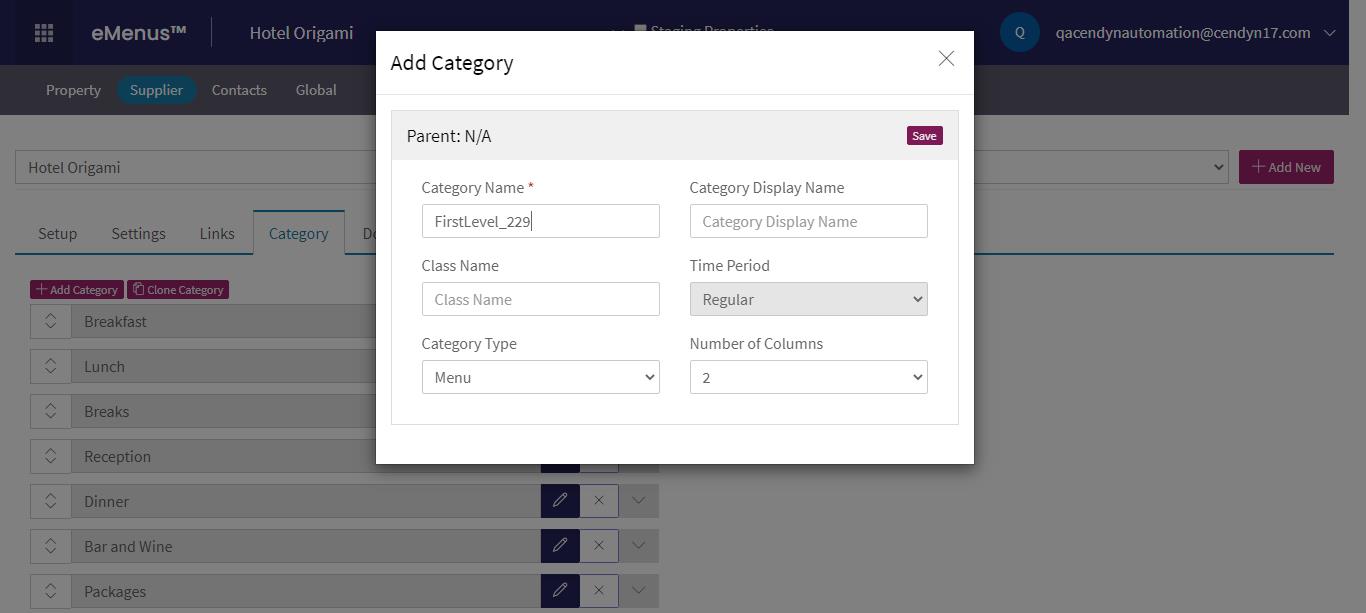 eMenus™
Hotel Origami
Staging Properties
Q
qacendynautomation@cendyn17.com
Property
Supplier
Contacts
Global
Add Category
Parent: N/A
Save
Hotel Origami
Add New
Category Name *
Category Display Name
FirstLevel_229
Category Display Name
Setup
Settings
Links
Category
Class Name
Time Period
Class Name
Regular
Add Category
Clone Category
Breakfast
Category Type
Number of Columns
Menu
2
Lunch
Breaks
Reception
Dinner
Bar and Wine
Packages